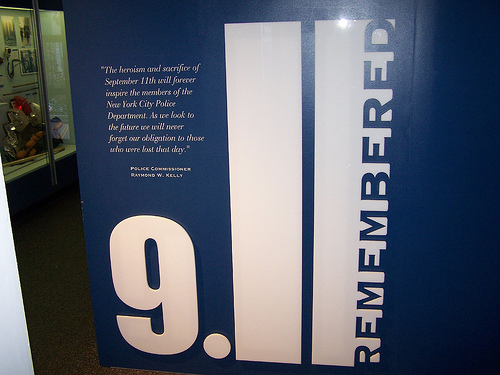 "The heroism and sacrifice of
September 11th will forever
inspire the members of the
New York City Police
Department. As we look to
the future we will never
forget our obligation to those
who were lost that day."
POLICE COMMISSIONER
RAYMOND W. KELLY
9.11
REMEMBERED